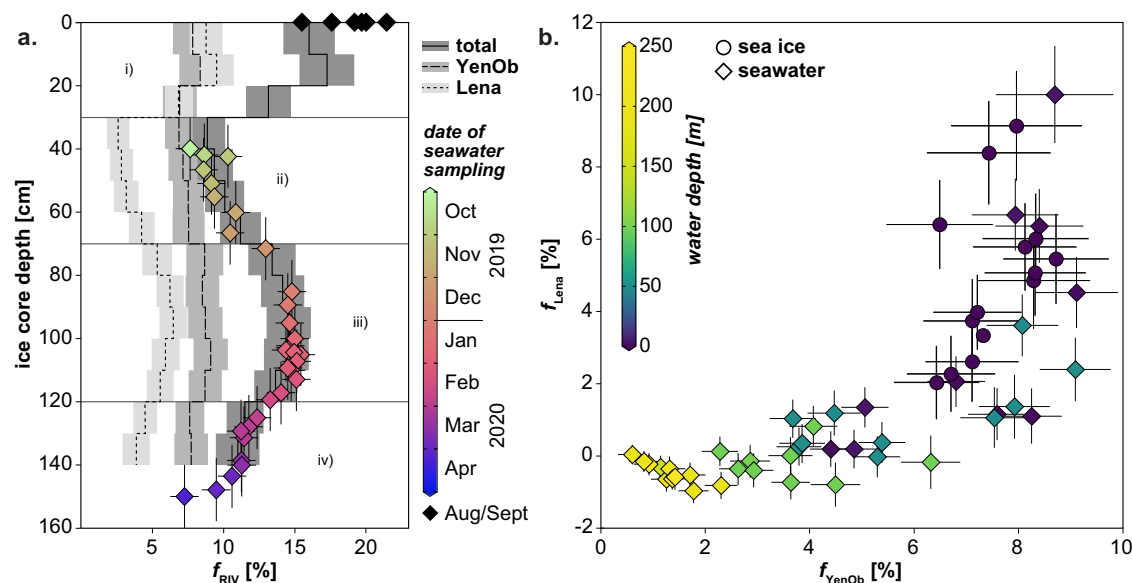 a.
0
20
40
60
80
100
120
140
160
ice core depth [cm]
5
10
15
20
fRIV [%]
i)
ii)
iii)
iv)
total
YenOb
Lena
date of
seawater
sampling
Oct
Nov
Dec
Jan
Feb
Mar
Apr
2019
2020
Aug/Sept
b.
12
10
8
6
4
2
0
-2
fLena [%]
250
200
150
100
50
0
water depth [m]
sea ice
seawater
0
2
4
6
8
10
fYenOb [%]